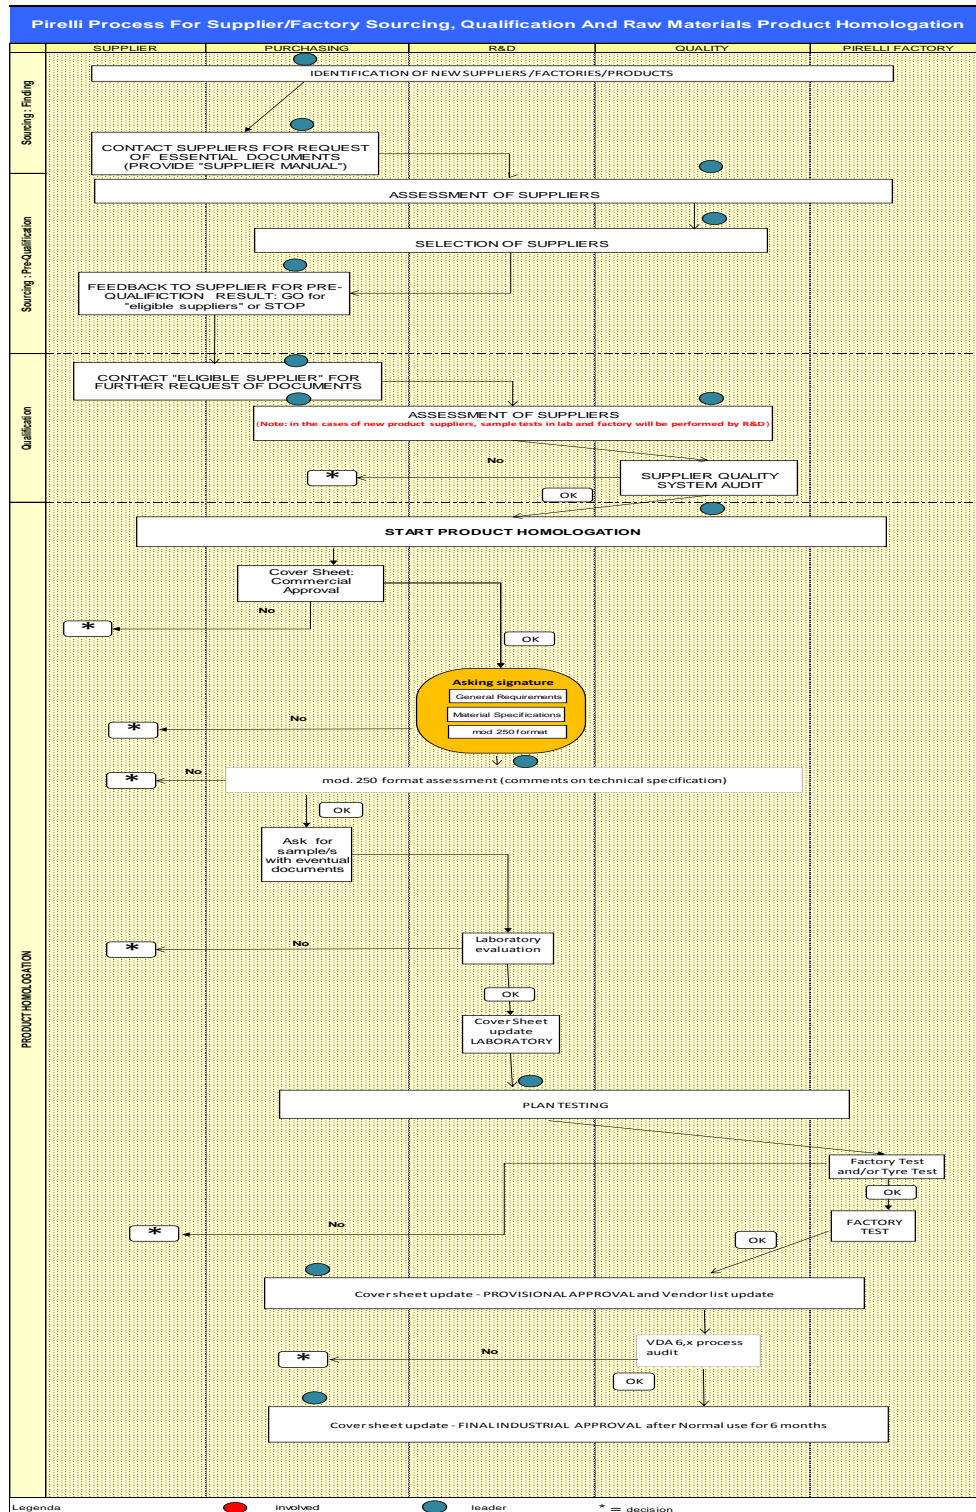 Pirelli Process For Supplier/Factory Sourcing, Qualification And Raw Materials Product Homologation
SUPPLIER PURCHASING R&D QUALITY PIRELLI FACTORY
Sourcing : Finding
IDENTIFICATION OF NEW SUPPLIERS/FACTORIES/PRODUCTS
CONTACT SUPPLIERS FOR REQUEST
OF ESSENTIAL DOCUMENTS
(PROVIDE "SUPPLIER MANUAL")
Sourcing : Pre-Qualification
ASSESSMENT OF SUPPLIERS
SELECTION OF SUPPLIERS
FEEDBACK TO SUPPLIER FOR PRE-
QUALIFICTION RESULT: GO for
"eligible suppliers" or STOP
Qualification
CONTACT "ELIGIBLE SUPPLIER" FOR
FURTHER REQUEST OF DOCUMENTS
ASSESSMENT OF SUPPLIERS
(Note: in the cases of new product suppliers, sample tests in lab and factory will be performed by R&D)
No
*
SUPPLIER QUALITY
SYSTEM AUDIT
OK
PRODUCT HOMOLOGATION
START PRODUCT HOMOLOGATION
Cover Sheet:
Commercial
Approval
No
*
OK
Asking signature
General Requirements
Material Specifications
mod 250 format
No
*
No
*
mod. 250 format assessment (comments on technical specification)
OK
Ask for
sample/s
with eventual
documents
Laboratory
evaluation
No
*
OK
Cover Sheet
update
LABORATORY
PLAN TESTING
Factory Test
and/or Tyre Test
OK
No
*
FACTORY
TEST
OK
Cover sheet update - PROVISIONAL APPROVAL and Vendor list update
VDA 6,x process
audit
No
*
OK
Cover sheet update - FINAL INDUSTRIAL APPROVAL after Normal use for 6 months
Legenda involved leader * = decision